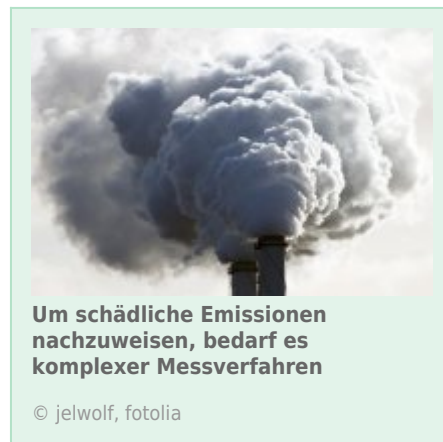 Um schädliche Emissionen
nachzuweisen, bedarf es
komplexer Messverfahren
© jelwolf, fotolia